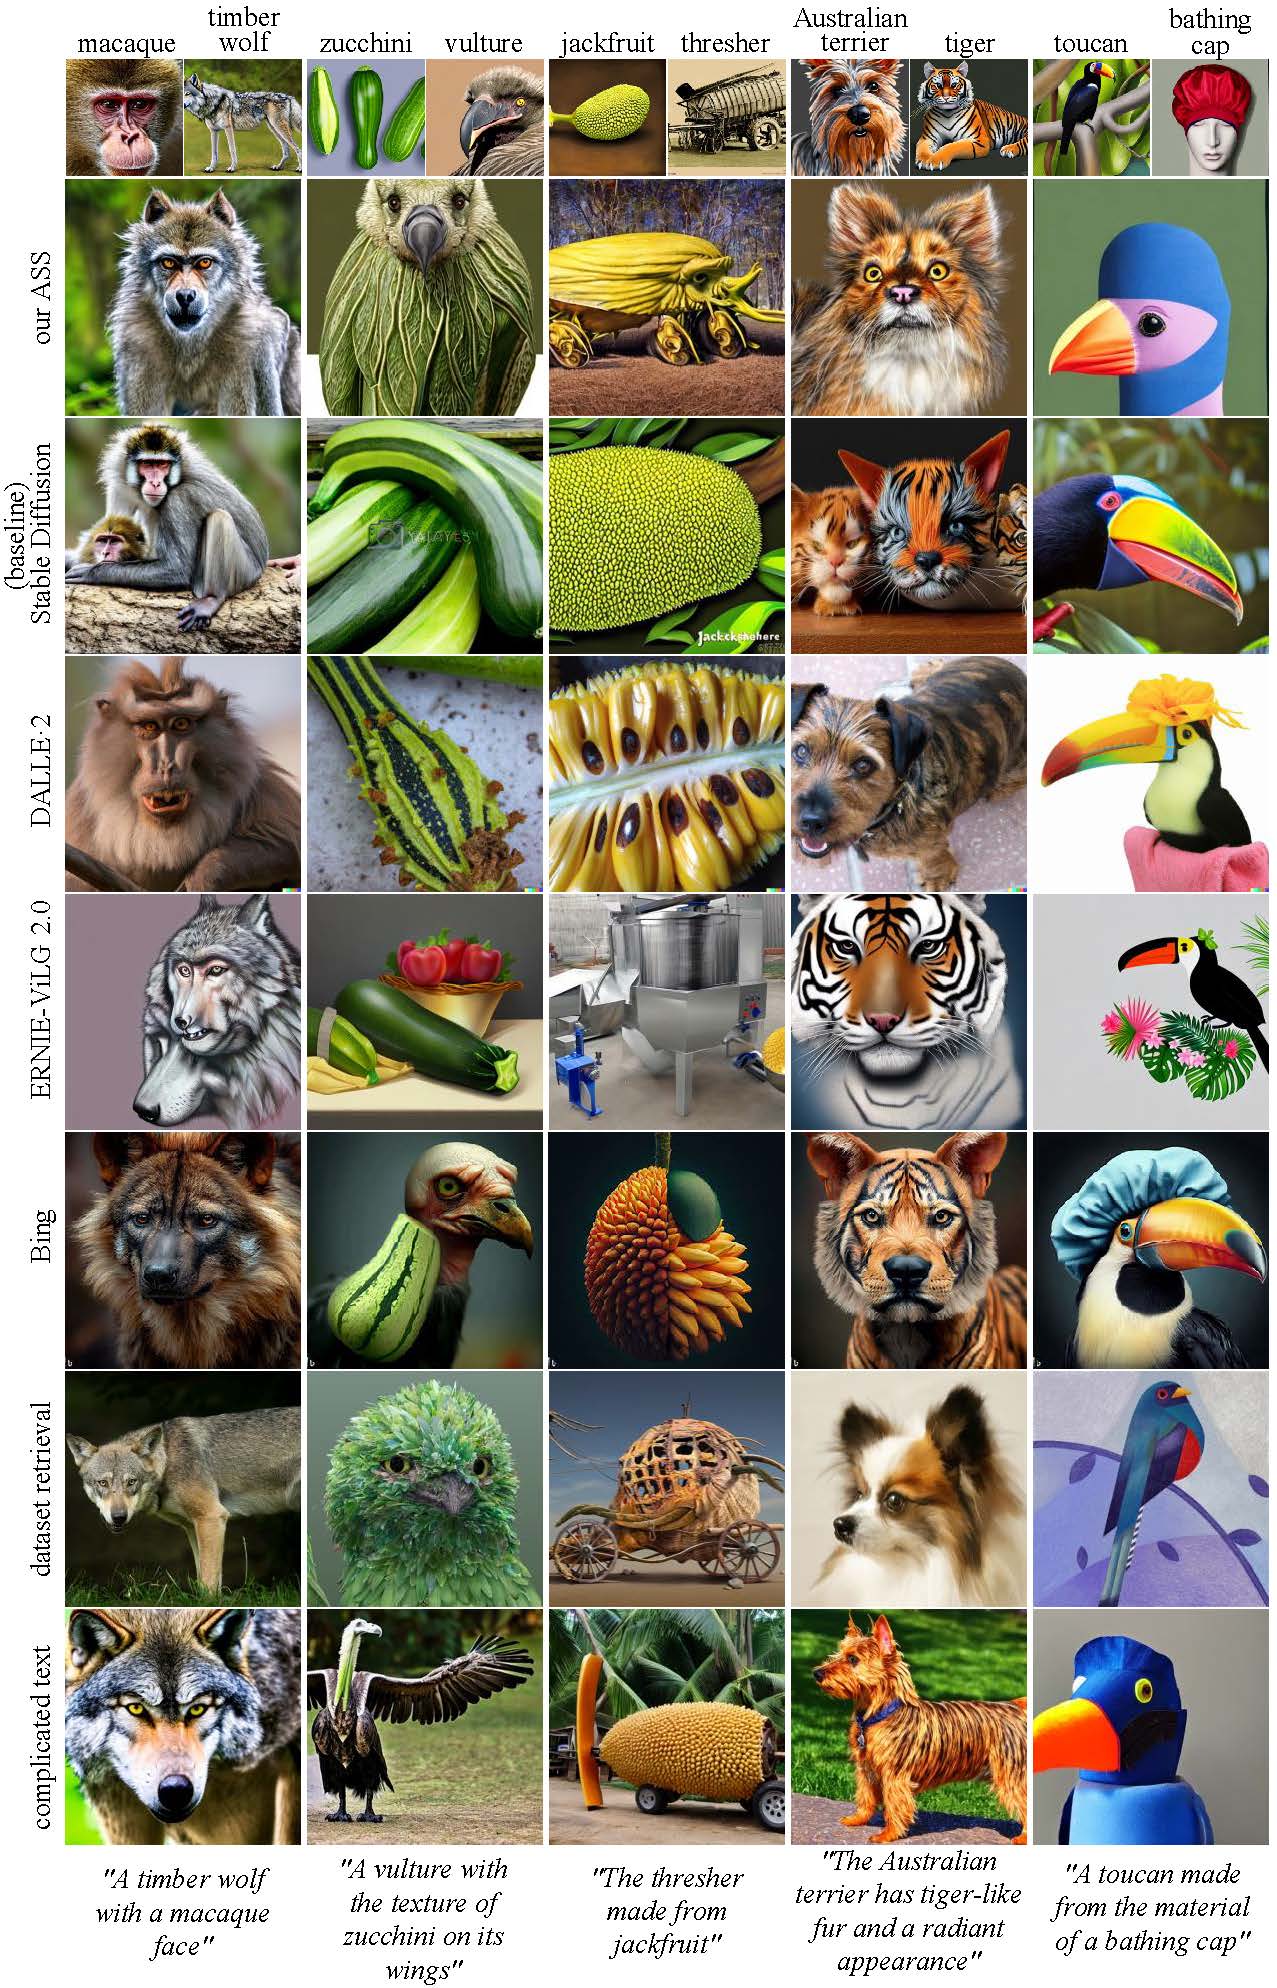 macaque
timber
wolf
zucchini
vulture
jackfruit
thresher
Australian
terrier
tiger
toucan
bathing
cap
our ASS
(baseline)
Stable Diffusion
Jackckshehere
DALLE·2
ERNIE-ViLG 2.0
Bing
dataset retrieval
complicated text
"A timber wolf
with a macaque
face"
"A vulture with
the texture of
zucchini on its
wings"
"The thresher
made from
jackfruit"
"The Australian
terrier has tiger-like
fur and a radiant
appearance"
"A toucan made
from the material
of a bathing cap"